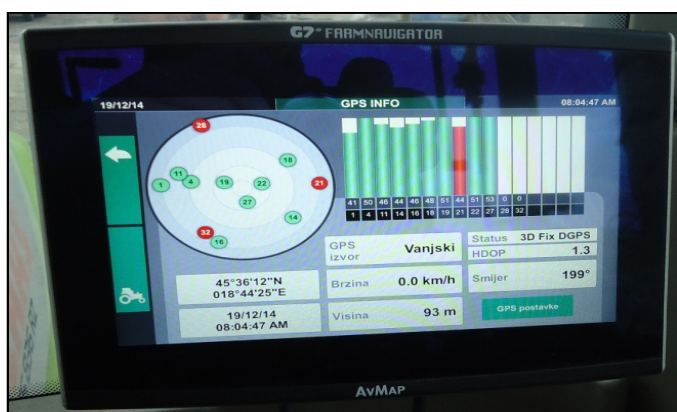 G7• FARMNAVIGATOR
19/12/14 GPS INFO 08:04:47 AM
28
18
11
1 4 19 22 21
27
14
32
16
41 50 46 44 46 48 51 44 51 53 0 0
1 4 11 14 16 18 19 21 22 27 28 32
GPS izvor Vanjski
Status 3D Fix DGPS
HDOP 1.3
45°36'12"N
018°44'25"E
Brzina 0.0 km/h
Smijer 199°
19/12/14
08:04:47 AM
Visina 93 m
GPS postavke
AVMAP